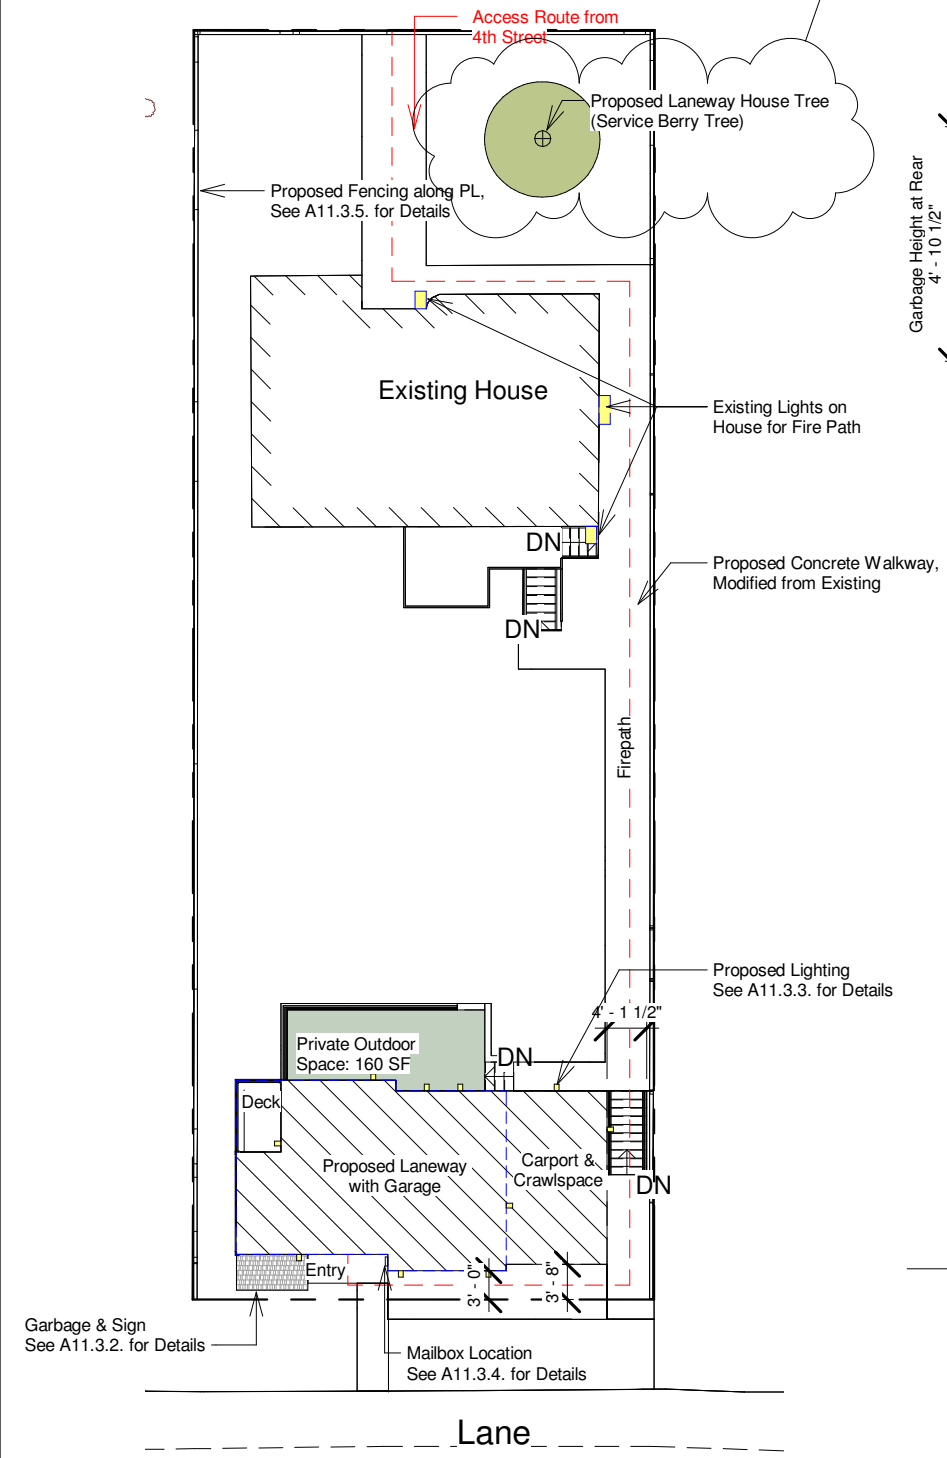 Access Route from
4th Street
Proposed Laneway House Tree
(Service Berry Tree)
Proposed Fencing along PL,
See A11.3.5. for Details
Garbage Height at Rear
4' - 10 1/2"
Existing House
Existing Lights on
House for Fire Path
DN
Proposed Concrete Walkway,
Modified from Existing
DN
Firepath
Proposed Lighting
See A11.3.3. for Details
4' - 1 1/2"
Private Outdoor
Space: 160 SF
DN
Deck
Proposed Laneway
with Garage
Carport &
Crawlspace
DN
Entry
3' - 0"
3' - 8"
Garbage & Sign
See A11.3.2. for Details
Mailbox Location
See A11.3.4. for Details
Lane